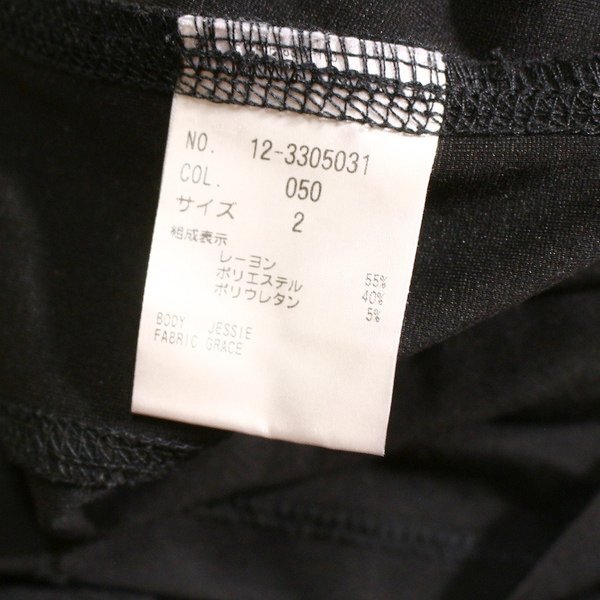 NO. 12-3305031
COL. 050
サイズ 2
組成表示
レーヨン 55%
ポリエステル 40%
ポリウレタン 5%
BODY JESSIE
FABRIC GRACE